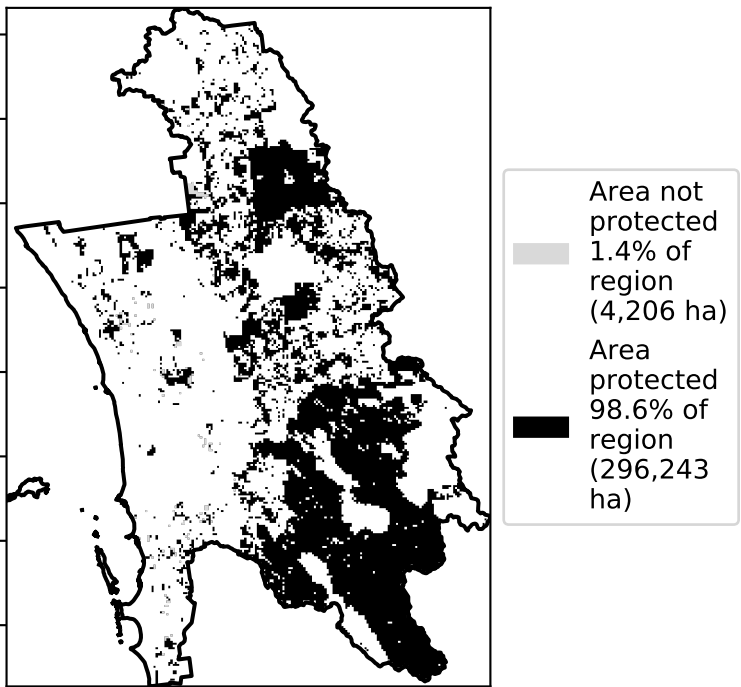 Area not
protected
1.4% of
region
(4,206 ha)
Area
protected
98.6% of
region
(296,243
ha)